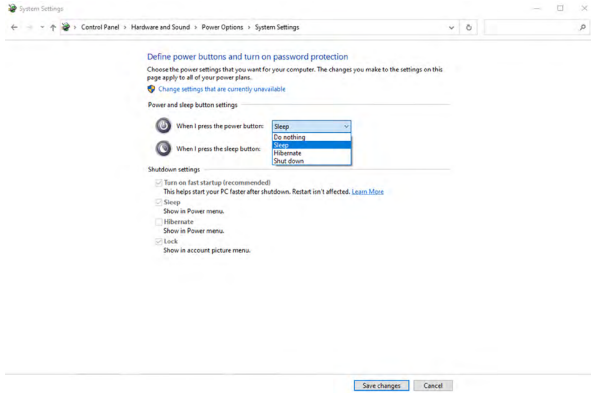 System Settings
Control Panel > Hardware and Sound > Power Options > System Settings
Define power buttons and turn on password protection
Choose the power settings that you want for your computer. The changes you make to the settings on this
page apply to all of your power plans.
Change settings that are currently unavailable
Power and sleep button settings
When I press the power button: Sleep
Do nothing
Sleep
When I press the sleep button:
Hibernate
Shut down
Shutdown settings
Turn on fast startup (recommended)
This helps start your PC faster after shutdown. Restart isn't affected. Learn More
Sleep
Show in Power menu.
Hibernate
Show in Power menu.
Lock
Show in account picture menu.
Save changes Cancel